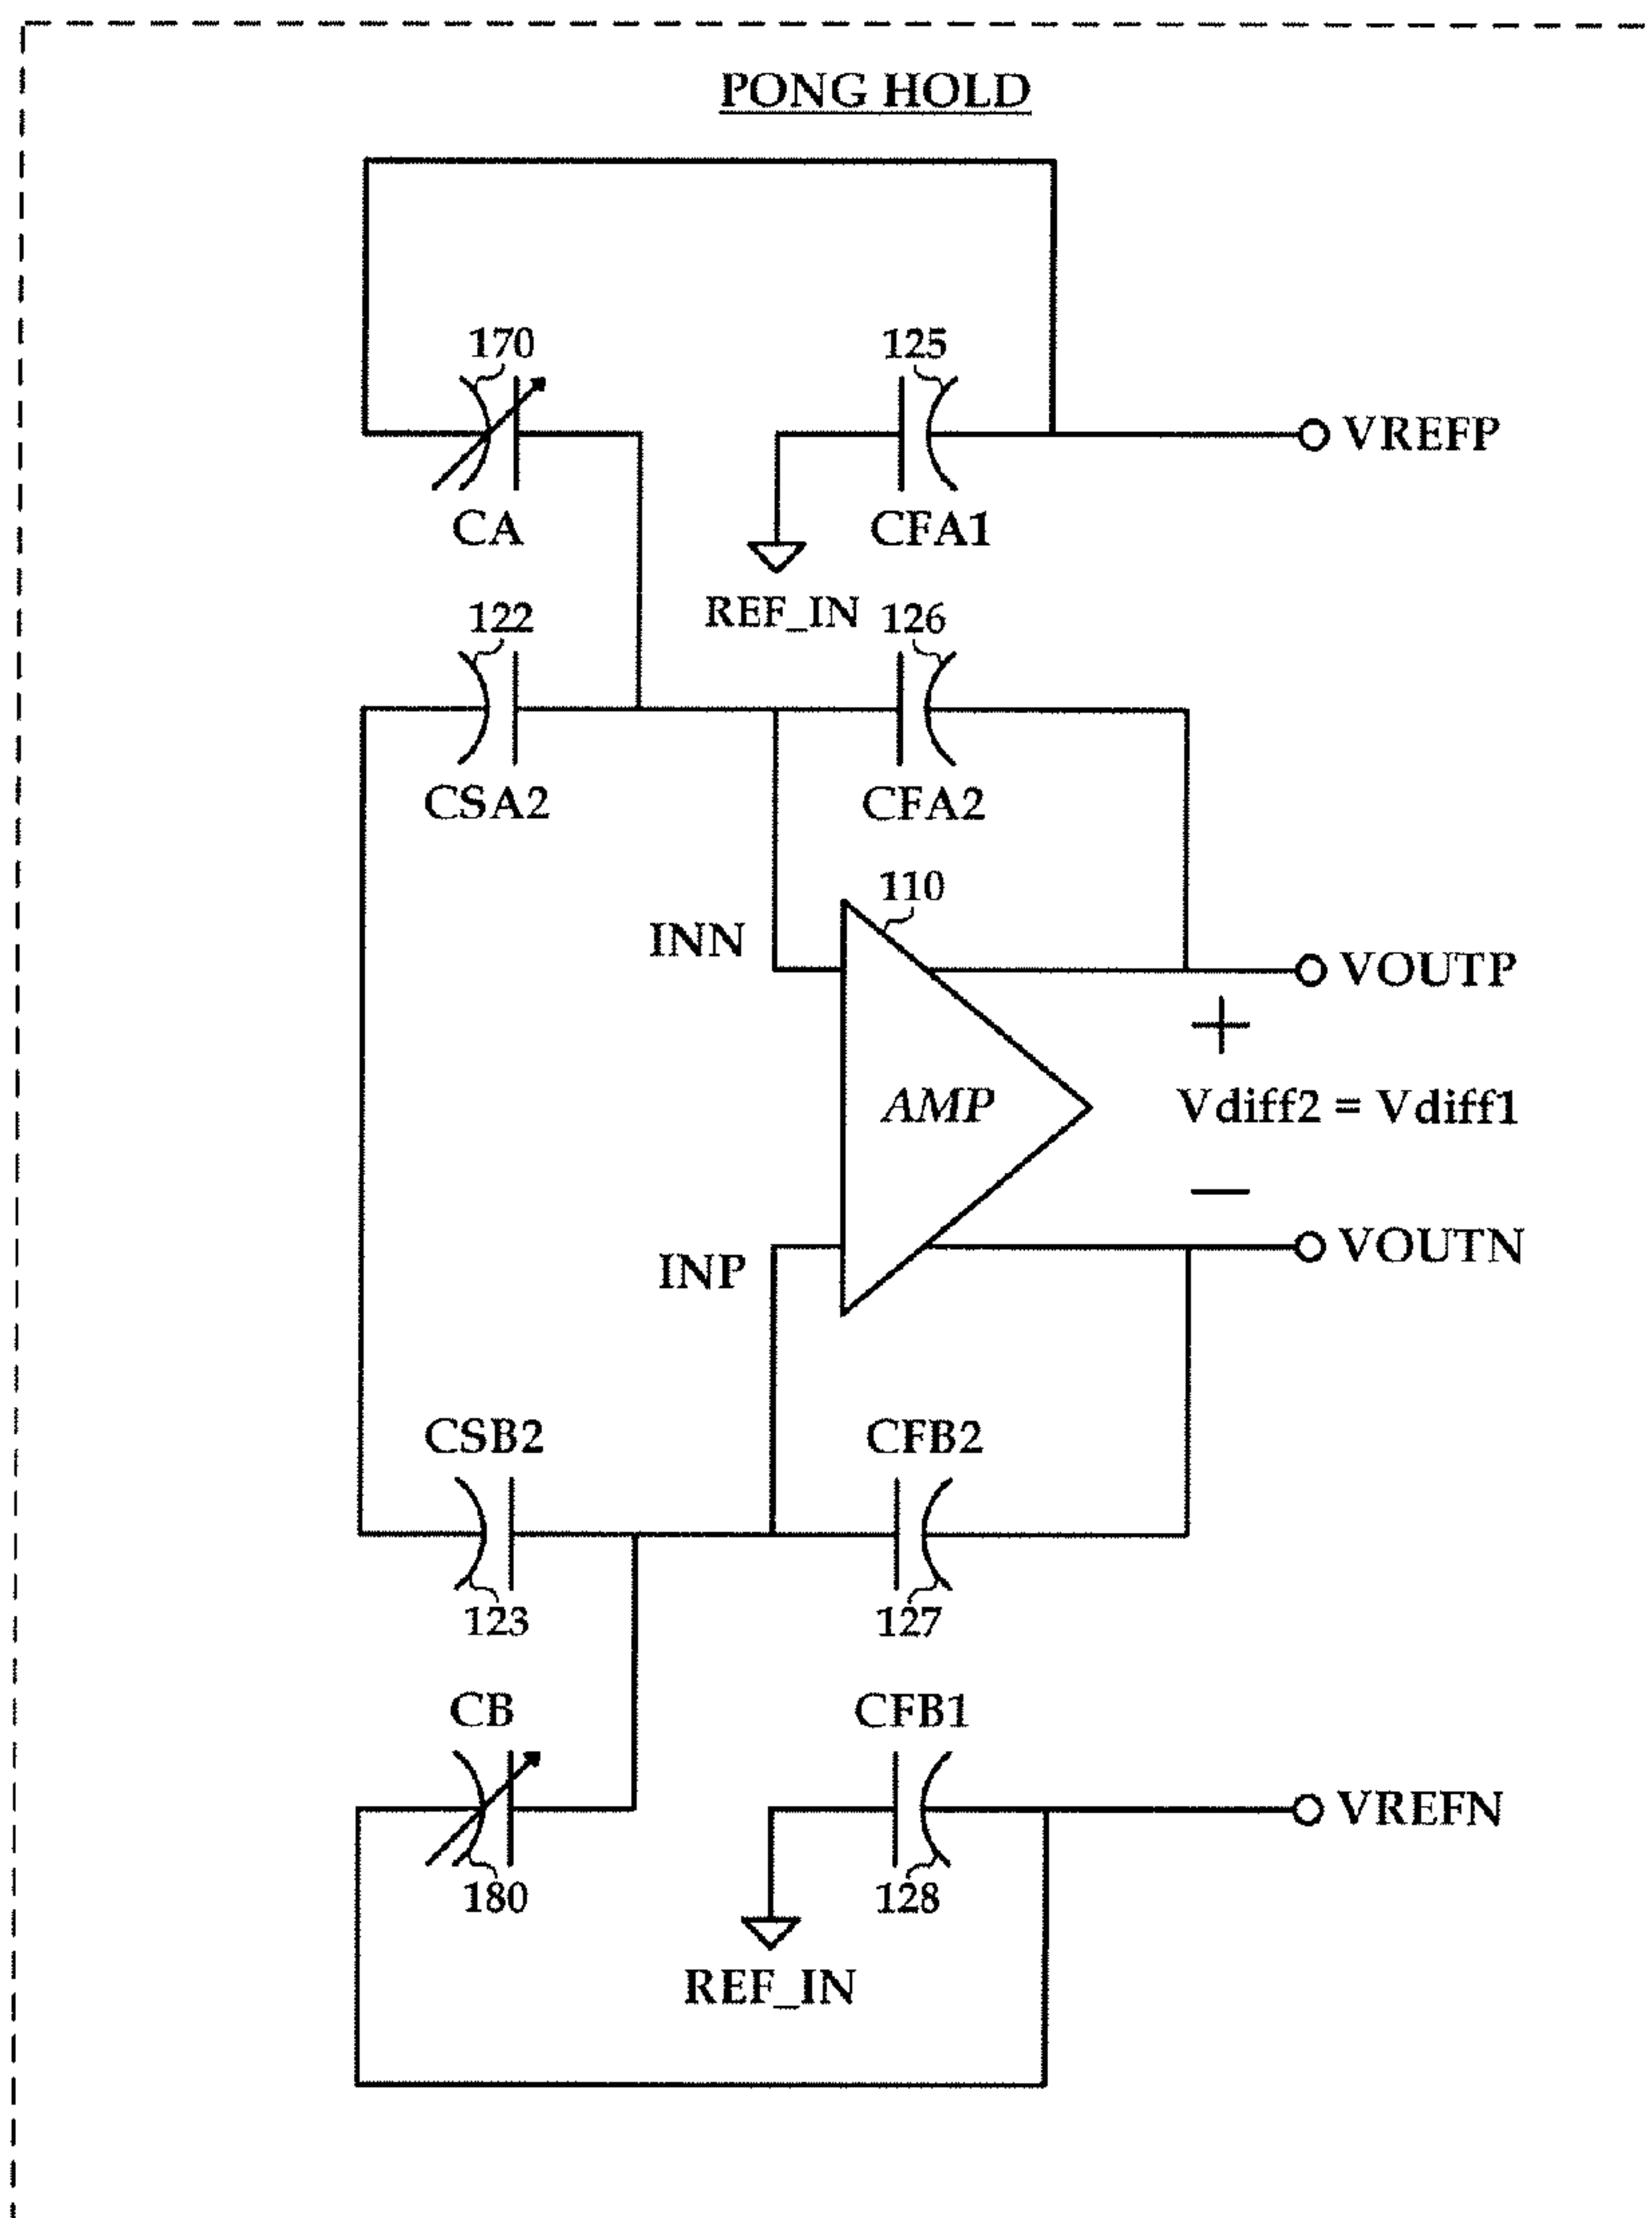 PONG HOLD
170
125
VREFP
CA
CFA1
REF_IN
122
126
CSA2
CFA2
110
INN
VOUTP
+
AMP
Vdiff2 = Vdiff1
—
INP
VOUTN
CSB2
CFB2
123
127
CB
CFB1
VREFN
180
128
REF_IN